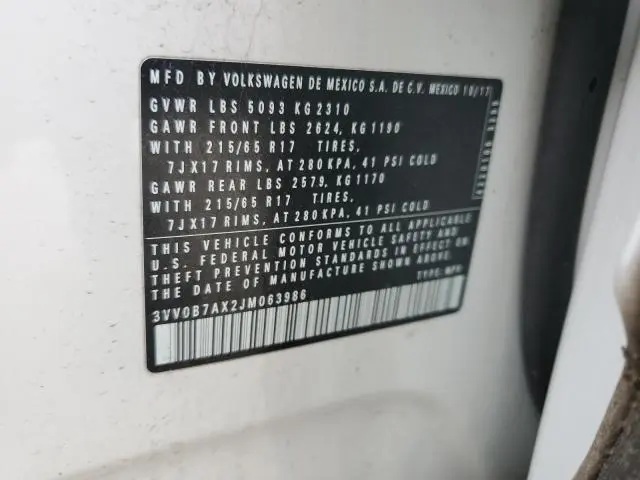 MFD BY VOLKSWAGEN DE MEXICO S.A. DE C.V. MEXICO 10/17
GVWR LBS 5093 KG 2310
GAWR FRONT LBS 2624, KG 1190
WITH 215/65 R17 TIRES,
7JX17 RIMS, AT 280 KPA, 41 PSI COLD
GAWR REAR LBS 2579, KG 1170
WITH 215/65 R17 TIRES,
7JX17 RIMS, AT 280 KPA, 41 PSI COLD
THIS VEHICLE CONFORMS TO ALL APPLICABLE
U.S. FEDERAL MOTOR VEHICLE SAFETY AND
THEFT PREVENTION STANDARDS IN EFFECT ON
THE DATE OF MANUFACTURE SHOWN ABOVE.
TYPE: MPV
3VV0B7AX2JM063986